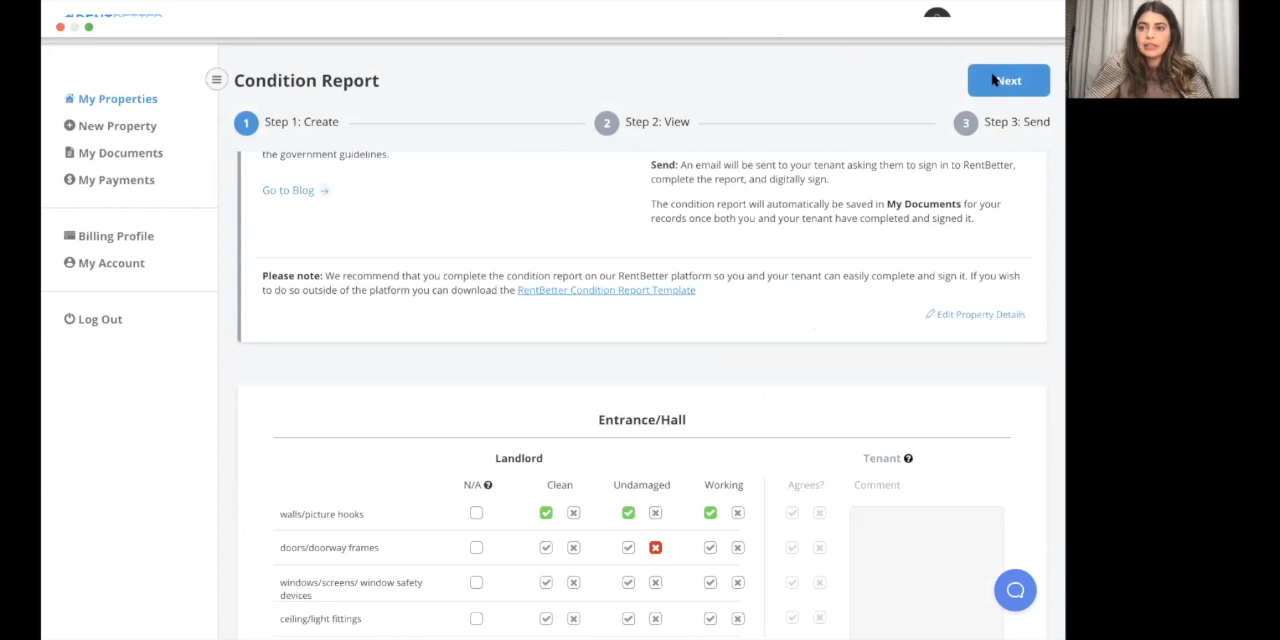 Condition Report
Next
My Properties
New Property
My Documents
My Payments
Billing Profile
My Account
Log Out
1 Step 1: Create
2 Step 2: View
3 Step 3: Send
the government guidelines.
Go to Blog →
Send: An email will be sent to your tenant asking them to sign in to RentBetter,
complete the report, and digitally sign.
The condition report will automatically be saved in My Documents for your
records once both you and your tenant have completed and signed it.
Please note: We recommend that you complete the condition report on our RentBetter platform so you and your tenant can easily complete and sign it. If you wish
to do so outside of the platform you can download the RentBetter Condition Report Template
Edit Property Details
Entrance/Hall
Landlord
Tenant
N/A Clean Undamaged Working Agrees? Comment
walls/picture hooks
doors/doorway frames
windows/screens/ window safety
devices
ceiling/light fittings